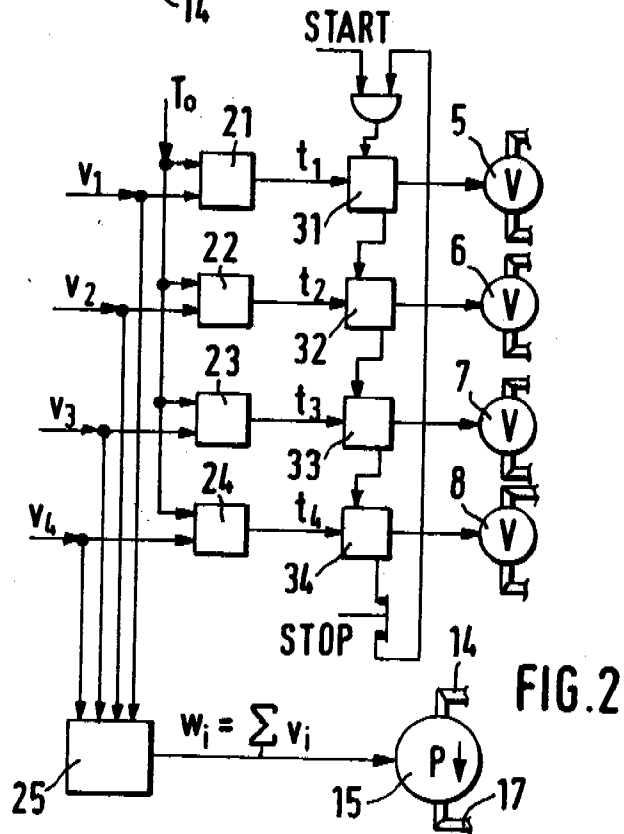 14
START
T₀
21
5
v₁
t₁
V
31
6
22
v₂
t₂
V
32
23
7
v₃
t₃
V
33
24
8
v₄
t₄
V
34
STOP
14
FIG.2
wᵢ = ∑ vᵢ
P
25
15
17